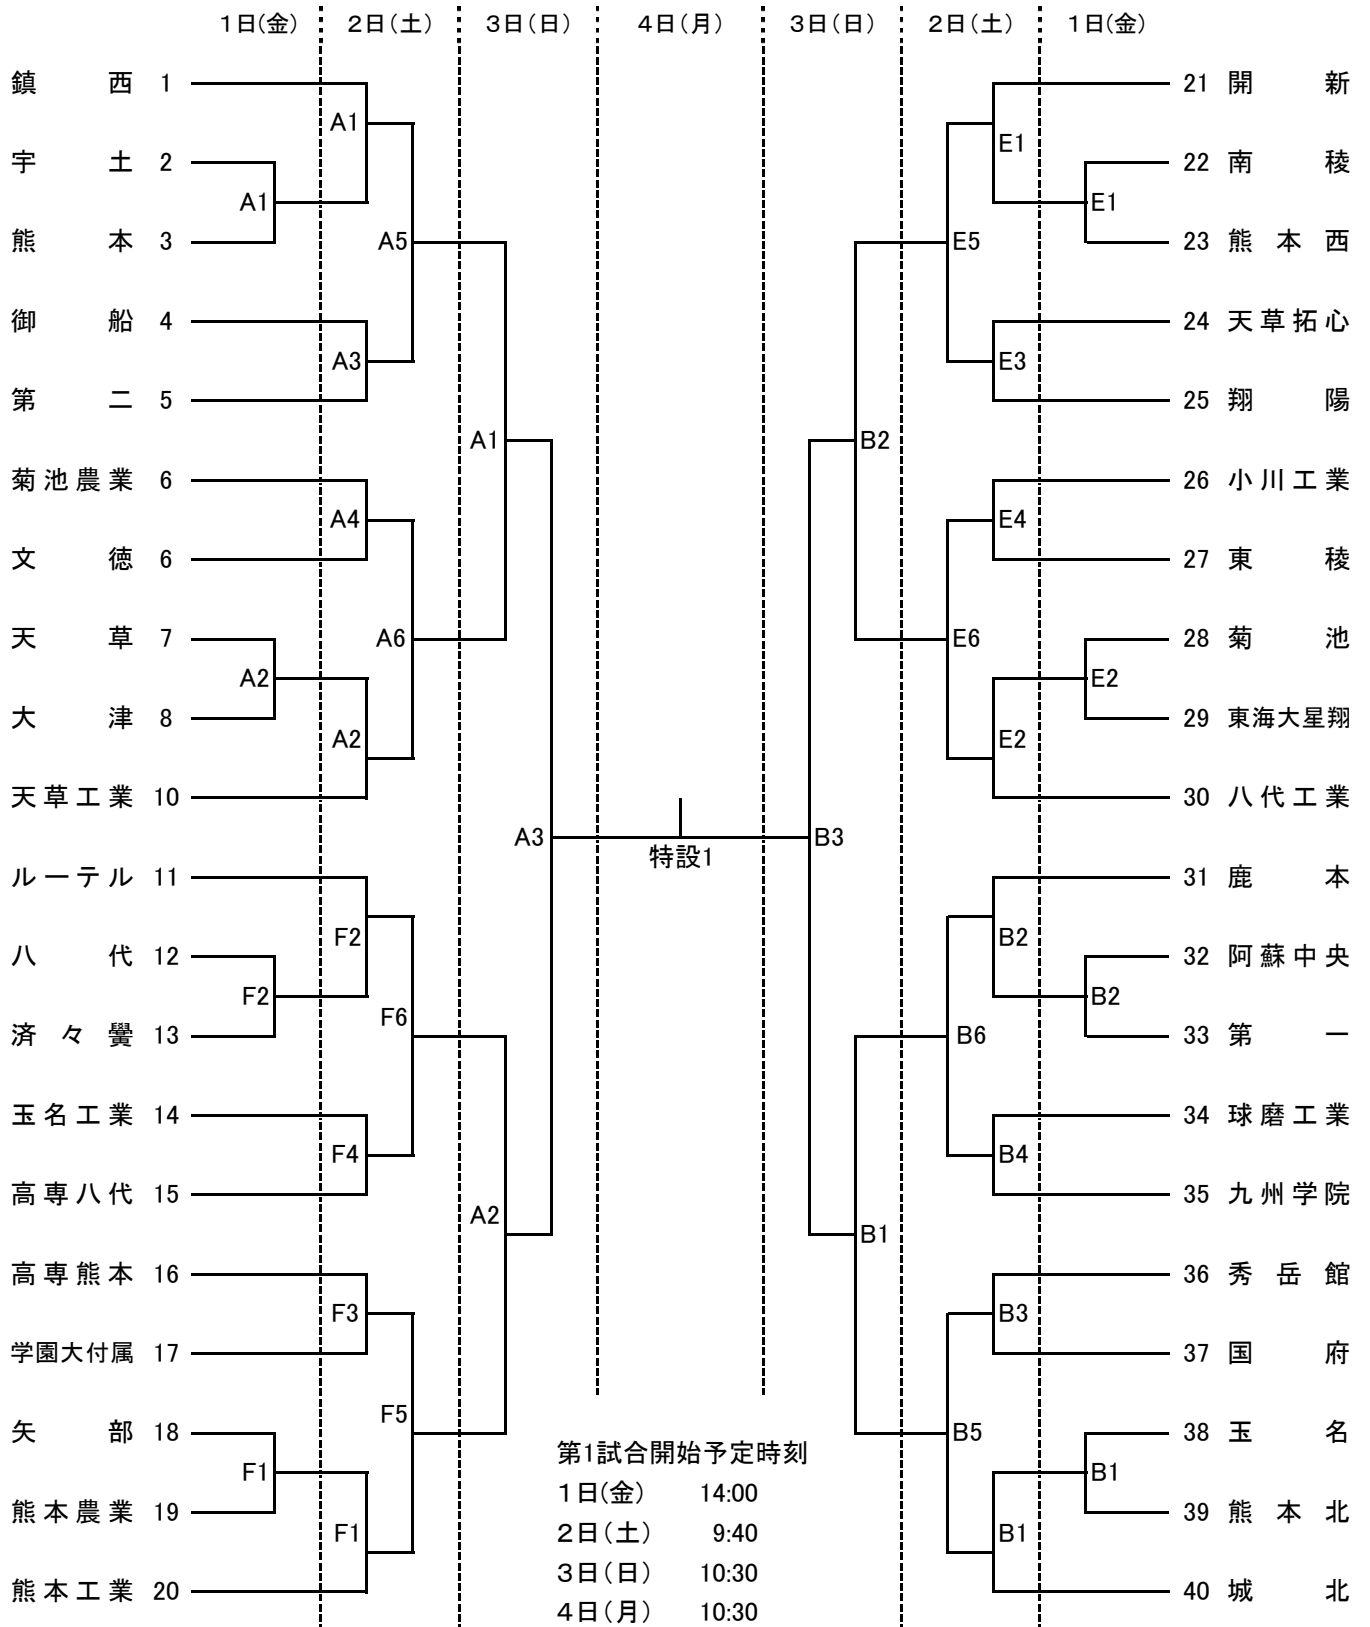 1日(金) 2日(土) 3日(日) 4日(月) 3日(日) 2日(土) 1日(金)
鎮西 1 21 開新
A1 E1
宇土 2 22 南稜
A1 E1
熊本 3 A5 E5 23 熊本西
御船 4 24 天草拓心
A3 E3
第二 5 25 翔陽
A1 B2
菊池農業 6 26 小川工業
A4 E4
文徳 6 27 東稜
天草 7 A6 E6 28 菊池
A2 E2
大津 8 29 東海大星翔
A2 E2
天草工業 10 30 八代工業
A3 B3
特設1
ルーテル 11 31 鹿本
F2 B2
八代 12 32 阿蘇中央
F2 B2
F6
済々黌 13 B6 33 第一
玉名工業 14 34 球磨工業
F4 B4
高専八代 15 35 九州学院
A2 B1
高専熊本 16 36 秀岳館
F3 B3
学園大付属 17 37 国府
F5
矢部 18 B5 38 玉名
第1試合開始予定時刻
F1 B1
1日(金) 14:00
熊本農業 19 39 熊本北
F1 2日(土) 9:40 B1
3日(日) 10:30
熊本工業 20 40 城北
4日(月) 10:30